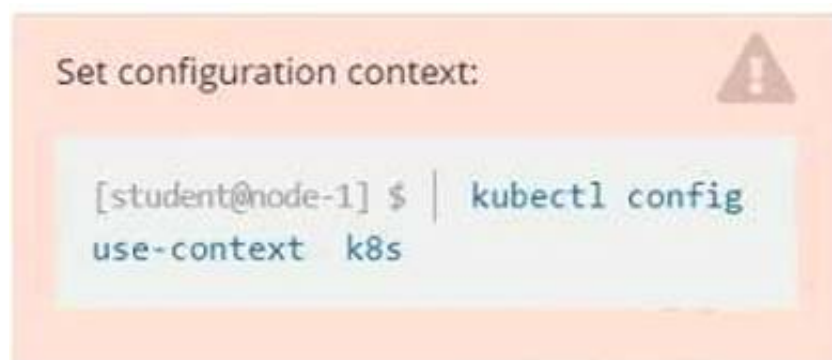 Set configuration context:
[student@node-1] $ | kubectl config
use-context k8s